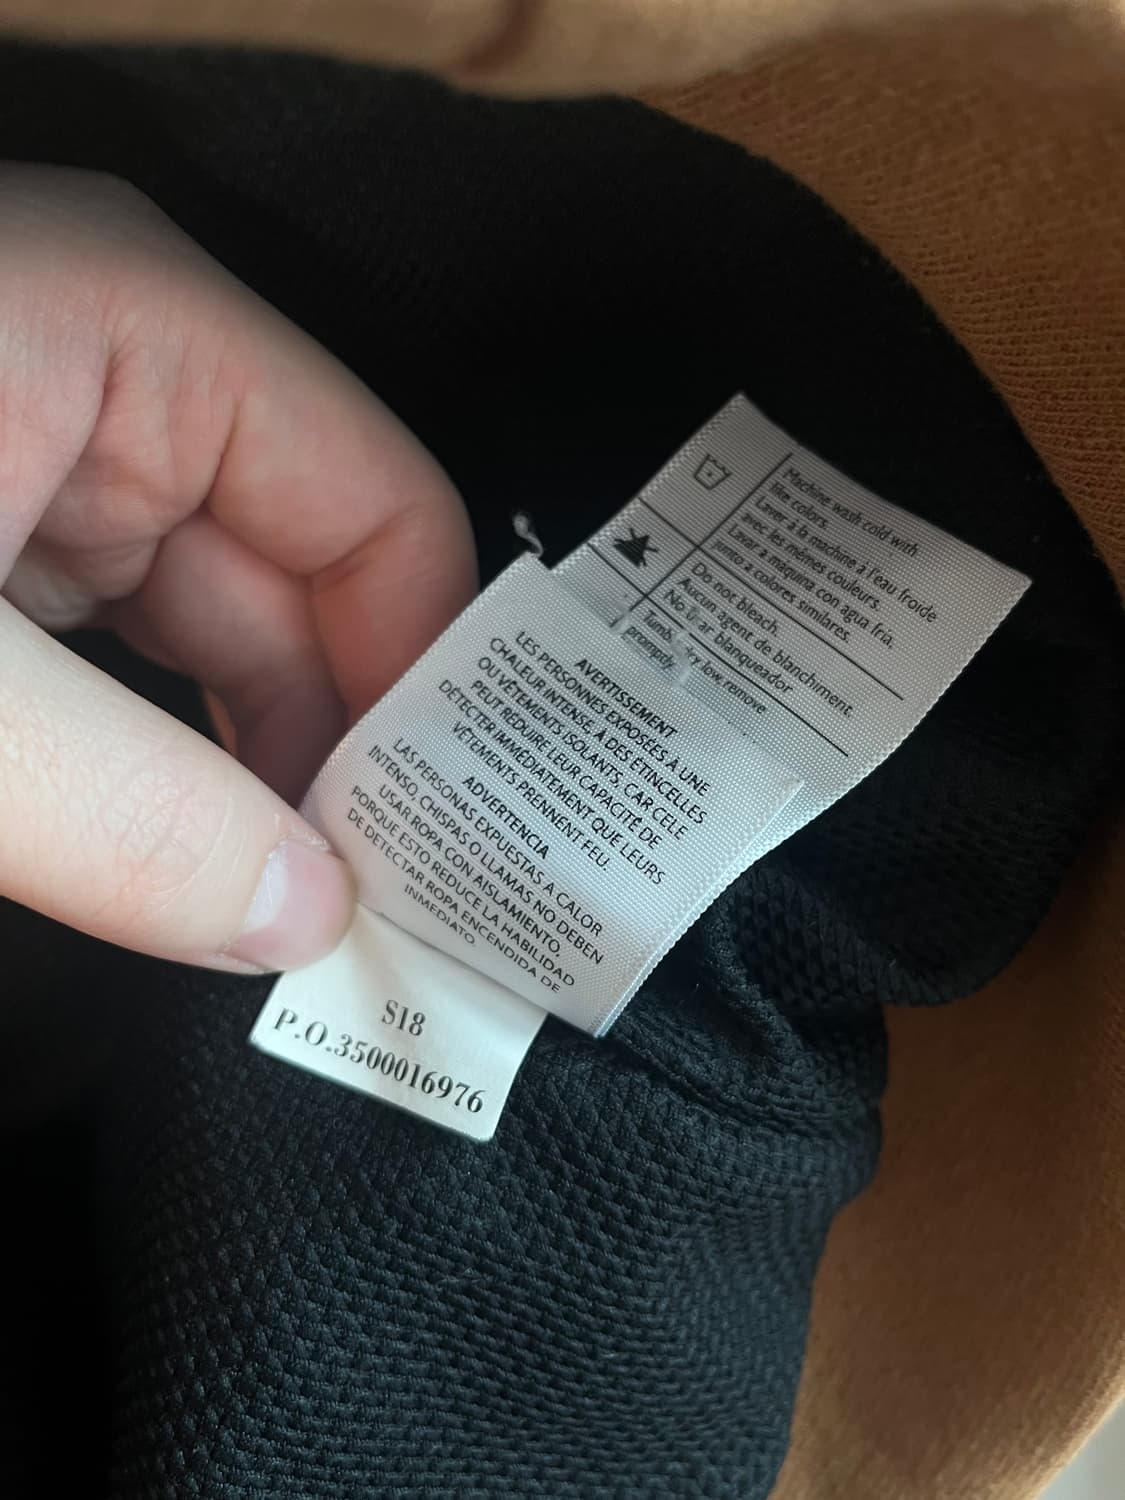 Machine wash cold with
like colors.
Laver à la machine à l'eau froide
avec les mêmes couleurs.
Lavar a maquina con agua fría,
junto a colores similares.
Do not bleach.
Aucun agent de blanchiment.
No blanqueador
low, remove
promptly
AVERTISSEMENT
LES PERSONNES EXPOSÉES À UNE
CHALEUR INTENSE, À DES ÉTINCELLES
OU VÊTEMENTS ISOLANTS, CAR CELE
PEUT RÉDUIRE LEUR CAPACITÉ DE
DÉTECTER IMMÉDIATEMENT QUE LEURS
VÊTEMENTS PRENNENT FEU.
ADVERTENCIA
LAS PERSONAS EXPUESTAS A CALOR
INTENSO, CHISPAS O LLAMAS NO DEBEN
USAR ROPA CON AISLAMIENTO,
PORQUE ESTO REDUCE LA HABILIDAD
DE DETECTAR ROPA ENCENDIDA DE
INMEDIATO.
S18
P.O.3500016976